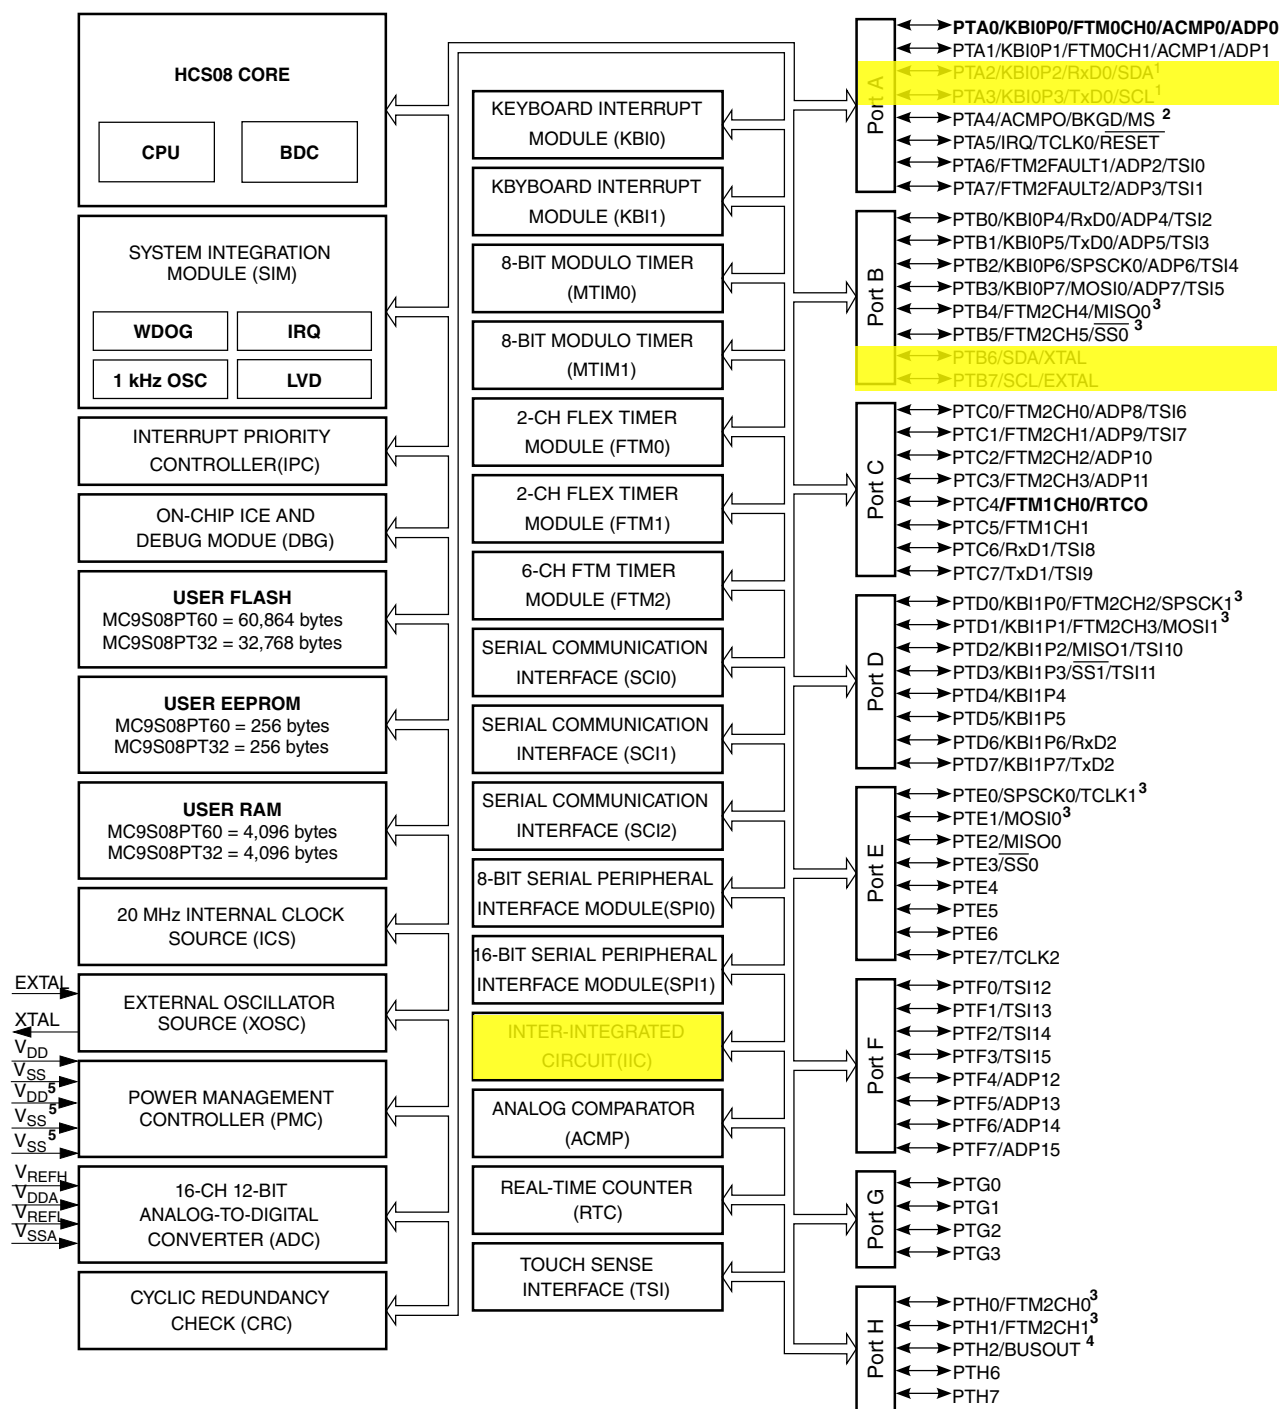 HCS08 CORE
CPU
BDC
SYSTEM INTEGRATION
MODULE (SIM)
WDOG
IRQ
1 kHz OSC
LVD
INTERRUPT PRIORITY
CONTROLLER(IPC)
ON-CHIP ICE AND
DEBUG MODUE (DBG)
USER FLASH
MC9S08PT60 = 60,864 bytes
MC9S08PT32 = 32,768 bytes
USER EEPROM
MC9S08PT60 = 256 bytes
MC9S08PT32 = 256 bytes
USER RAM
MC9S08PT60 = 4,096 bytes
MC9S08PT32 = 4,096 bytes
20 MHz INTERNAL CLOCK
SOURCE (ICS)
EXTAL
XTAL
EXTERNAL OSCILLATOR
SOURCE (XOSC)
VDD
VSS
VDD5
VSS5
VSS5
POWER MANAGEMENT
CONTROLLER (PMC)
VREFH
VDDA
VREFL
VSSA
16-CH 12-BIT
ANALOG-TO-DIGITAL
CONVERTER (ADC)
CYCLIC REDUNDANCY
CHECK (CRC)
KEYBOARD INTERRUPT
MODULE (KBI0)
KBYBOARD INTERRUPT
MODULE (KBI1)
8-BIT MODULO TIMER
(MTIM0)
8-BIT MODULO TIMER
(MTIM1)
2-CH FLEX TIMER
MODULE (FTM0)
2-CH FLEX TIMER
MODULE (FTM1)
6-CH FTM TIMER
MODULE (FTM2)
SERIAL COMMUNICATION
INTERFACE (SCI0)
SERIAL COMMUNICATION
INTERFACE (SCI1)
SERIAL COMMUNICATION
INTERFACE (SCI2)
8-BIT SERIAL PERIPHERAL
INTERFACE MODULE(SPI0)
16-BIT SERIAL PERIPHERAL
INTERFACE MODULE(SPI1)
INTER-INTEGRATED
CIRCUIT(IIC)
ANALOG COMPARATOR
(ACMP)
REAL-TIME COUNTER
(RTC)
TOUCH SENSE
INTERFACE (TSI)
Port A
PTA0/KBI0P0/FTM0CH0/ACMP0/ADP0
PTA1/KBI0P1/FTM0CH1/ACMP1/ADP1
PTA2/KBI0P2/RxD0/SDA1
PTA3/KBI0P3/TxD0/SCL1
PTA4/ACMPO/BKGD/MS 2
PTA5/IRQ/TCLK0/RESET
PTA6/FTM2FAULT1/ADP2/TSI0
PTA7/FTM2FAULT2/ADP3/TSI1
Port B
PTB0/KBI0P4/RxD0/ADP4/TSI2
PTB1/KBI0P5/TxD0/ADP5/TSI3
PTB2/KBI0P6/SPSCK0/ADP6/TSI4
PTB3/KBI0P7/MOSI0/ADP7/TSI5
PTB4/FTM2CH4/MISO03
PTB5/FTM2CH5/SS0 3
PTB6/SDA/XTAL
PTB7/SCL/EXTAL
Port C
PTC0/FTM2CH0/ADP8/TSI6
PTC1/FTM2CH1/ADP9/TSI7
PTC2/FTM2CH2/ADP10
PTC3/FTM2CH3/ADP11
PTC4/FTM1CH0/RTCO
PTC5/FTM1CH1
PTC6/RxD1/TSI8
PTC7/TxD1/TSI9
Port D
PTD0/KBI1P0/FTM2CH2/SPSCK13
PTD1/KBI1P1/FTM2CH3/MOSI13
PTD2/KBI1P2/MISO1/TSI10
PTD3/KBI1P3/SS1/TSI11
PTD4/KBI1P4
PTD5/KBI1P5
PTD6/KBI1P6/RxD2
PTD7/KBI1P7/TxD2
Port E
PTE0/SPSCK0/TCLK13
PTE1/MOSI03
PTE2/MISO0
PTE3/SS0
PTE4
PTE5
PTE6
PTE7/TCLK2
Port F
PTF0/TSI12
PTF1/TSI13
PTF2/TSI14
PTF3/TSI15
PTF4/ADP12
PTF5/ADP13
PTF6/ADP14
PTF7/ADP15
Port G
PTG0
PTG1
PTG2
PTG3
Port H
PTH0/FTM2CH03
PTH1/FTM2CH13
PTH2/BUSOUT 4
PTH6
PTH7